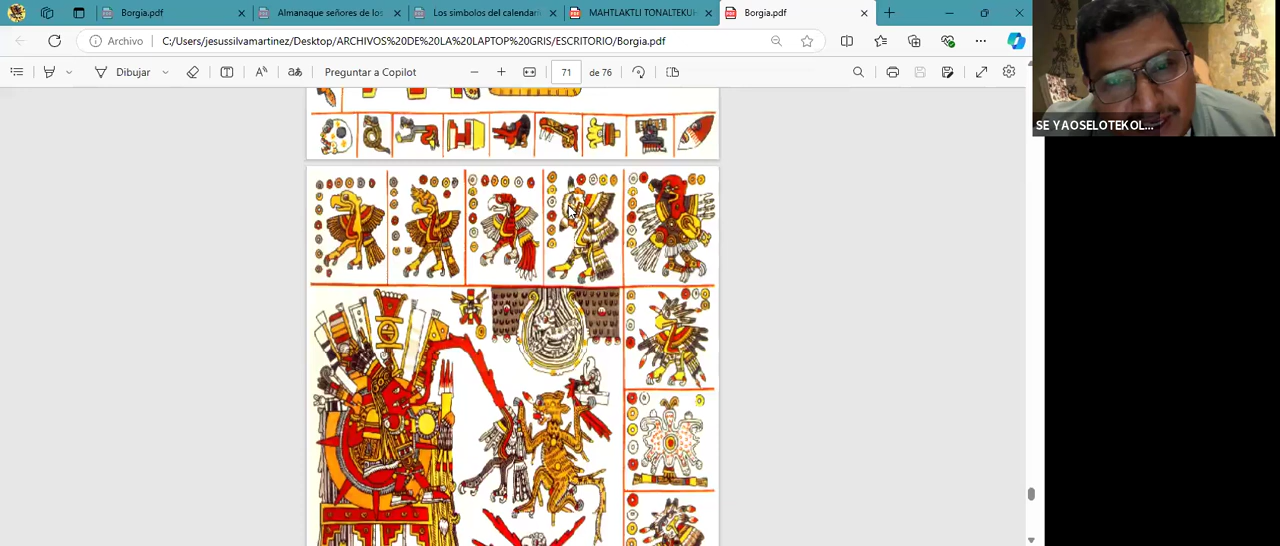 Borgia.pdf
Almanaque señores de los
Los simbolos del calendari
MAHTLAKTLI TONALTEKUH
Borgia.pdf
Archivo
C:/Users/jesussilvamartinez/Desktop/ARCHIVOS%20DE%20LA%20LAPTOP%20GRIS/ESCRITORIO/Borgia.pdf
Dibujar
Preguntar a Copilot
71
de 76
SE YAOSELOTEKOL...